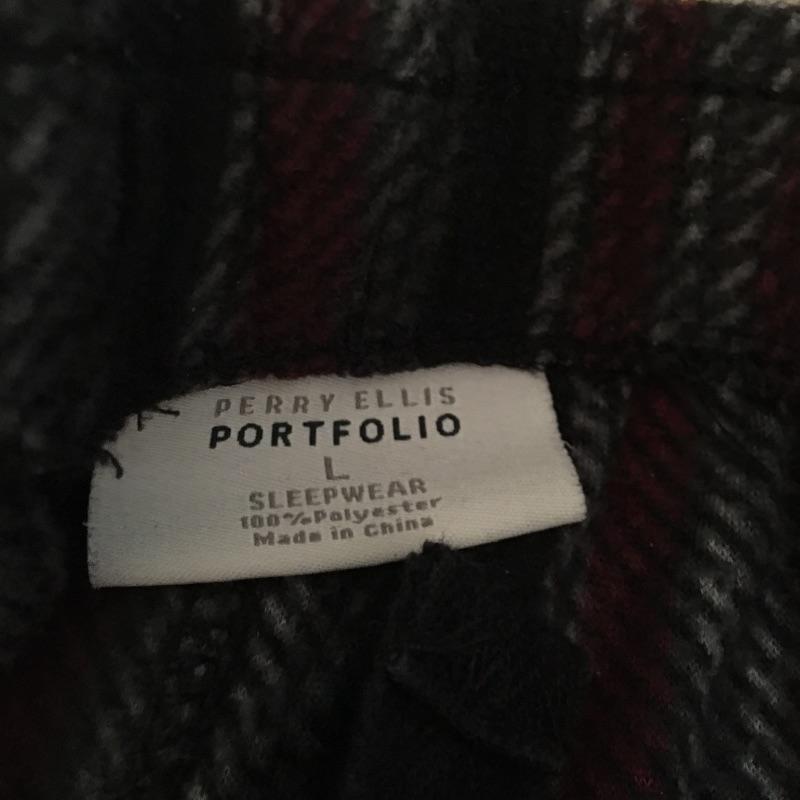 PERRY ELLIS
PORTFOLIO
L
SLEEPWEAR
100%Polyester
Made in China